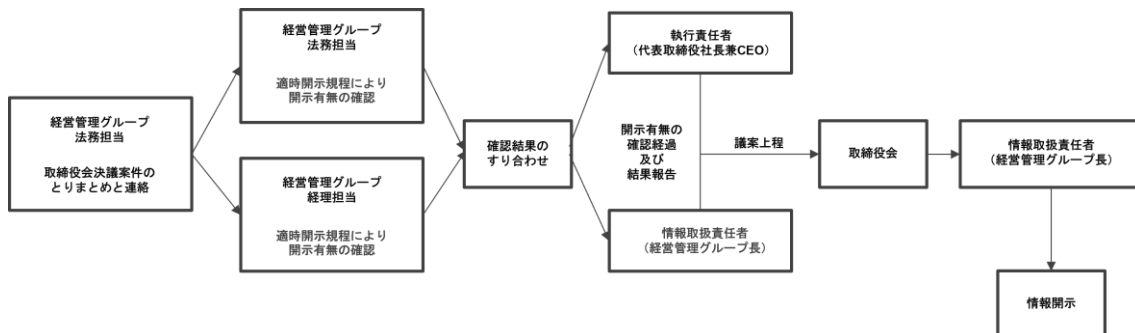 経営管理グループ
法務担当
取締役会決議案件の
とりまとめと連絡
経営管理グループ
法務担当
適時開示規程により
開示有無の確認
経営管理グループ
経理担当
適時開示規程により
開示有無の確認
確認結果の
すり合わせ
執行責任者
(代表取締役社長兼CEO)
開示有無の
確認経過
及び
結果報告
情報取扱責任者
(経営管理グループ長)
議案上程
取締役会
情報取扱責任者
(経営管理グループ長)
情報開示